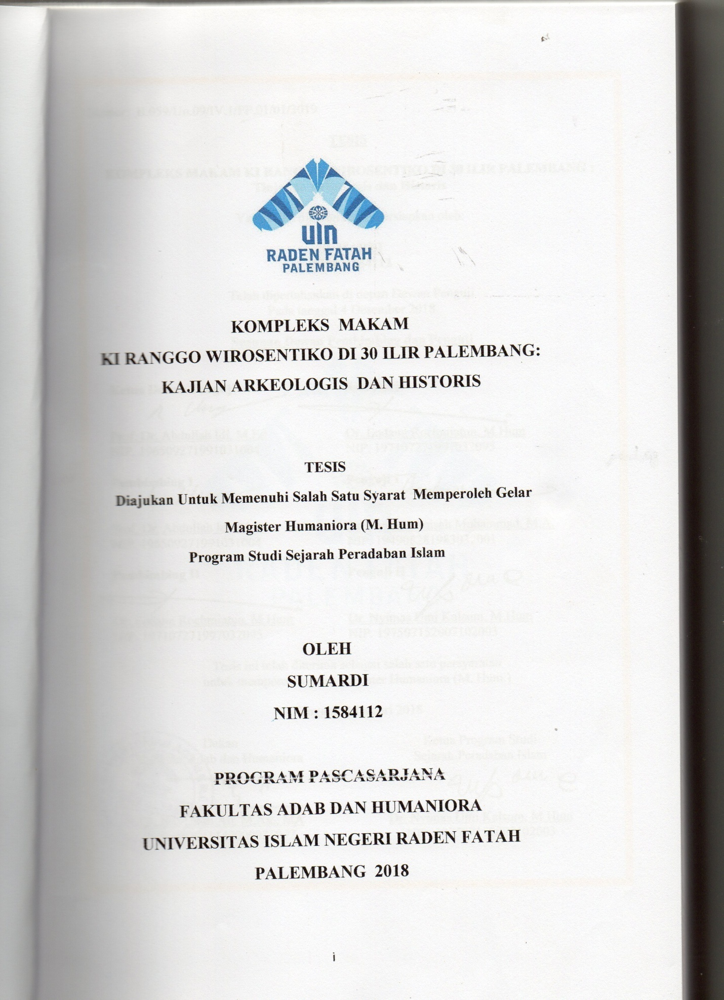 uin
RADEN FATAH
PALEMBANG
KOMPLEKS MAKAM
KI RANGGO WIROSENTIKO DI 30 ILIR PALEMBANG:
KAJIAN ARKEOLOGIS DAN HISTORIS
TESIS
Diajukan Untuk Memenuhi Salah Satu Syarat Memperoleh Gelar
Magister Humaniora (M. Hum)
Program Studi Sejarah Peradaban Islam
OLEH
SUMARDI
NIM : 1584112
PROGRAM PASCASARJANA
FAKULTAS ADAB DAN HUMANIORA
UNIVERSITAS ISLAM NEGERI RADEN FATAH
PALEMBANG 2018
i